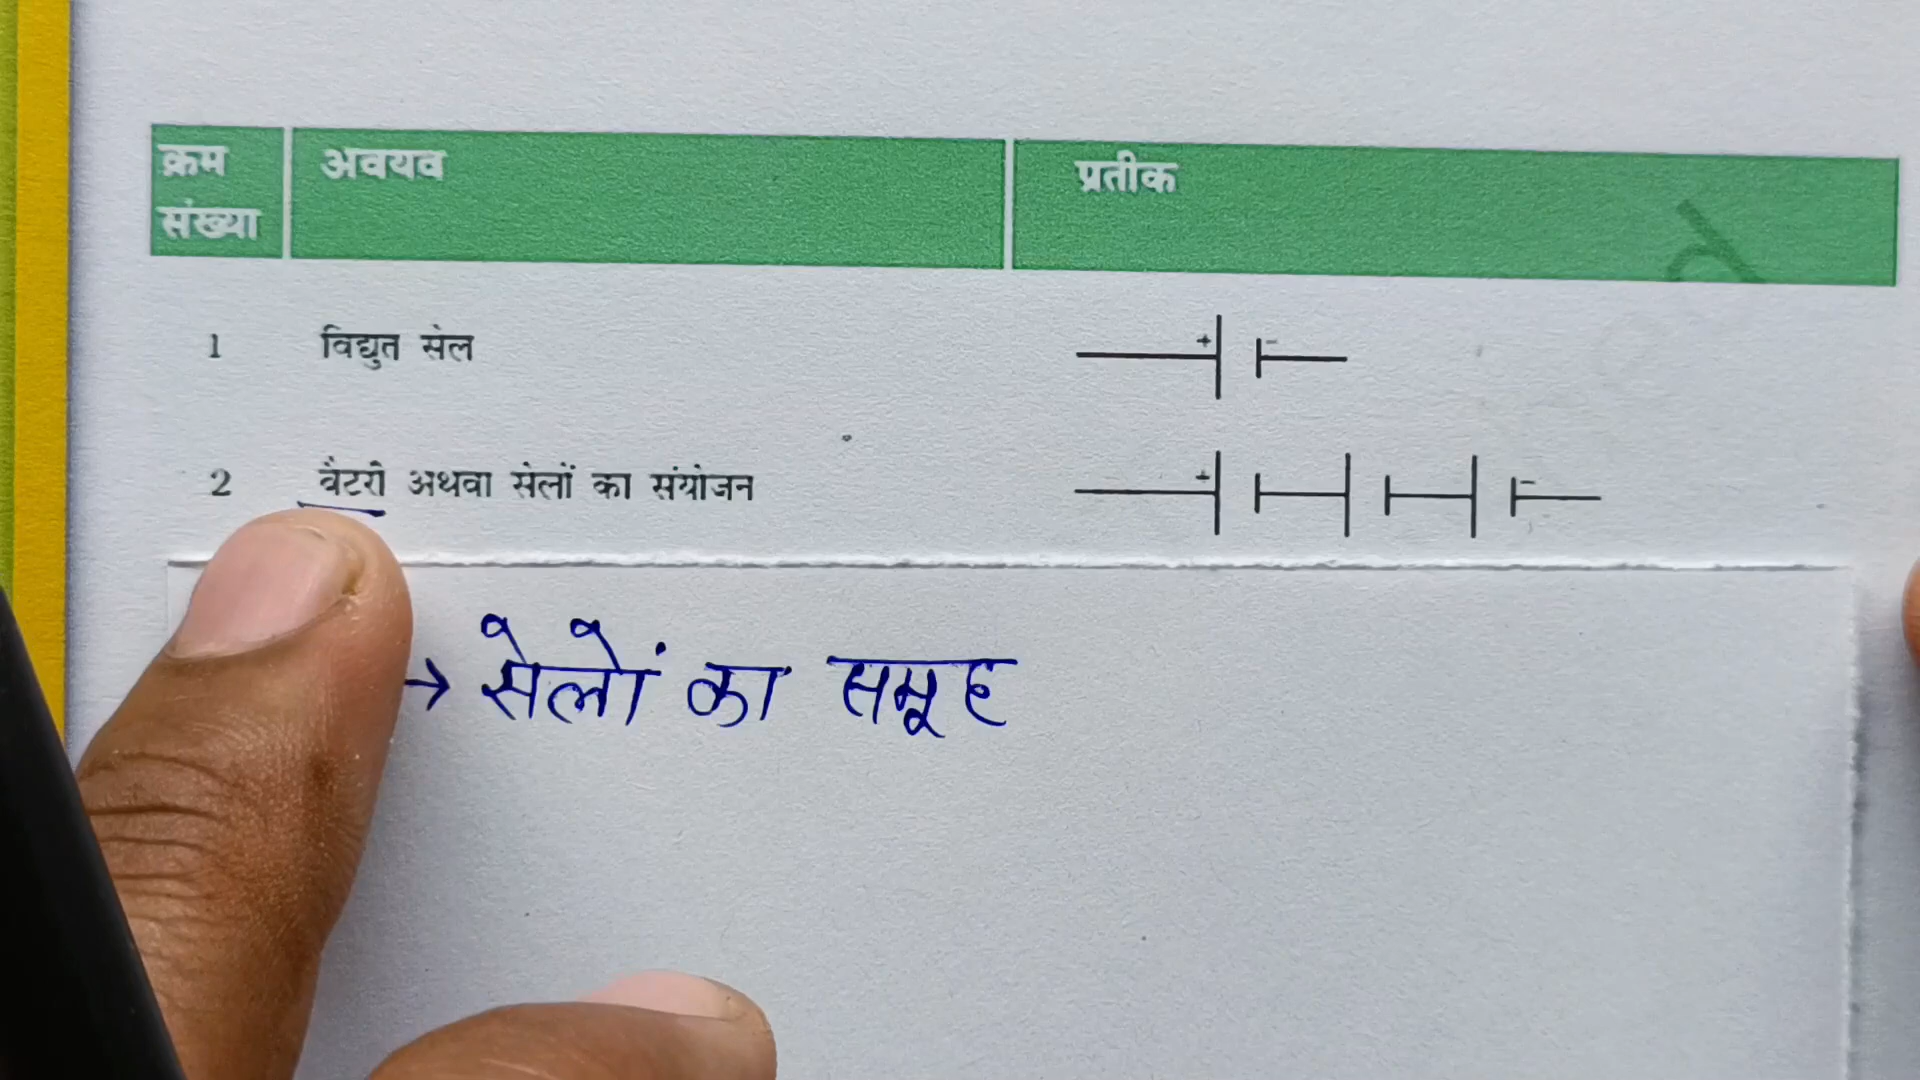 क्रम संख्या अवयव प्रतीक
1 विद्युत सेल + -
2 बैटरी अथवा सेलों का संयोजन + -
→ सेलों का समूह